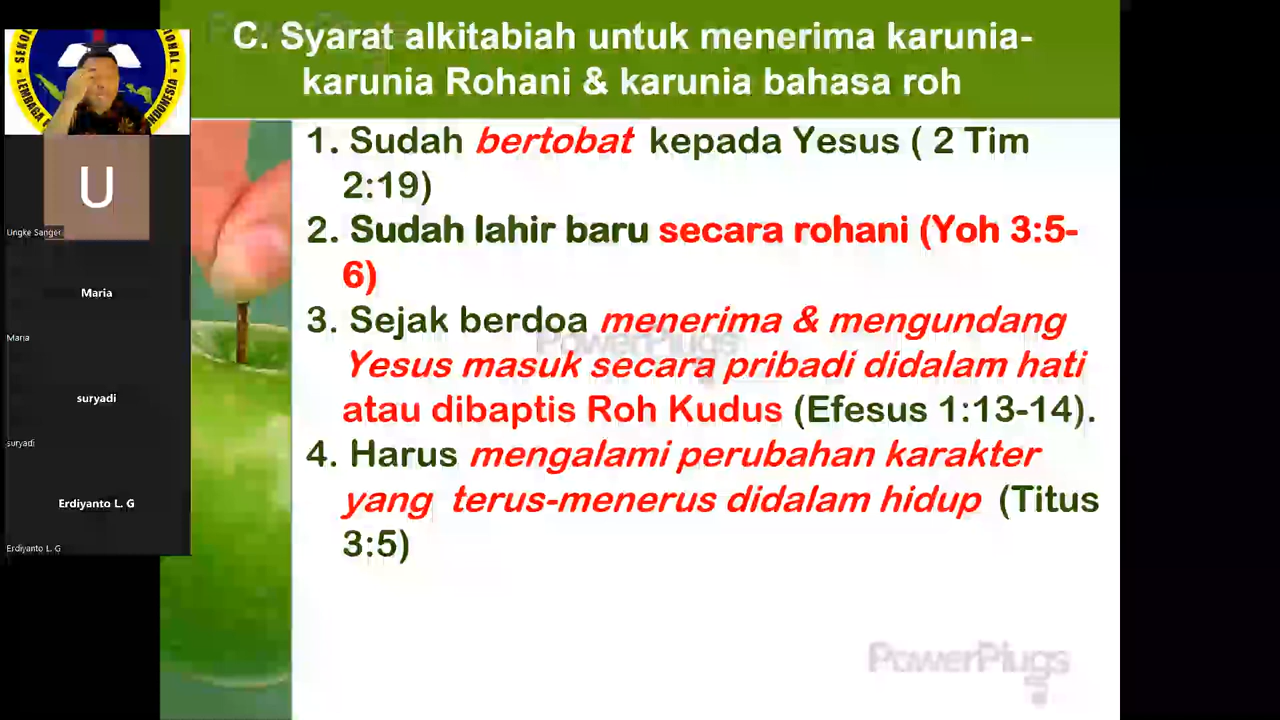 C. Syarat alkitabiah untuk menerima karunia-
karunia Rohani & karunia bahasa roh
1. Sudah bertobat kepada Yesus ( 2 Tim
2:19)
2. Sudah lahir baru secara rohani (Yoh 3:5-
6)
3. Sejak berdoa menerima & mengundang
Yesus masuk secara pribadi didalam hati
atau dibaptis Roh Kudus (Efesus 1:13-14).
4. Harus mengalami perubahan karakter
yang terus-menerus didalam hidup (Titus
3:5)
PowerPlugs
PowerPlugs
U
Ungke Sanger
Maria
Maria
suryadi
suryadi
Erdiyanto L. G
Erdiyanto L. G
LEMBAGA
INDONESIA